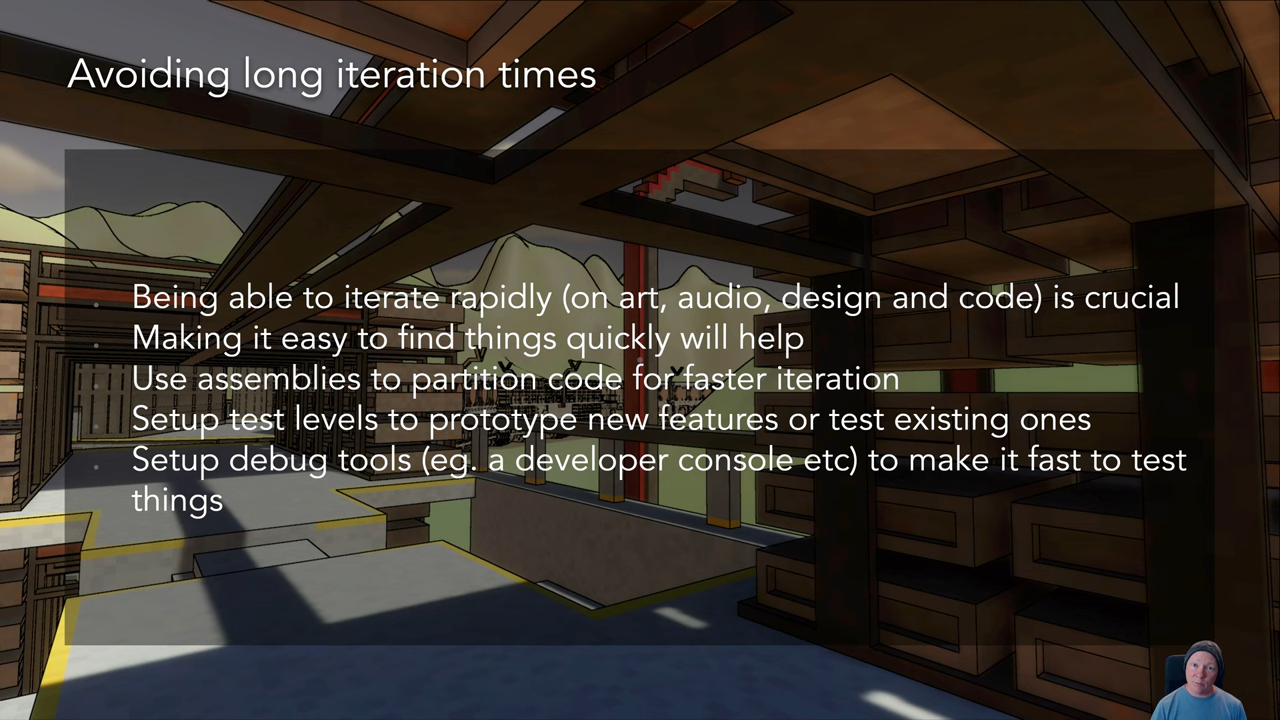 Avoiding long iteration times
Being able to iterate rapidly (on art, audio, design and code) is crucial
Making it easy to find things quickly will help
Use assemblies to partition code for faster iteration
Setup test levels to prototype new features or test existing ones
Setup debug tools (eg. a developer console etc) to make it fast to test
things